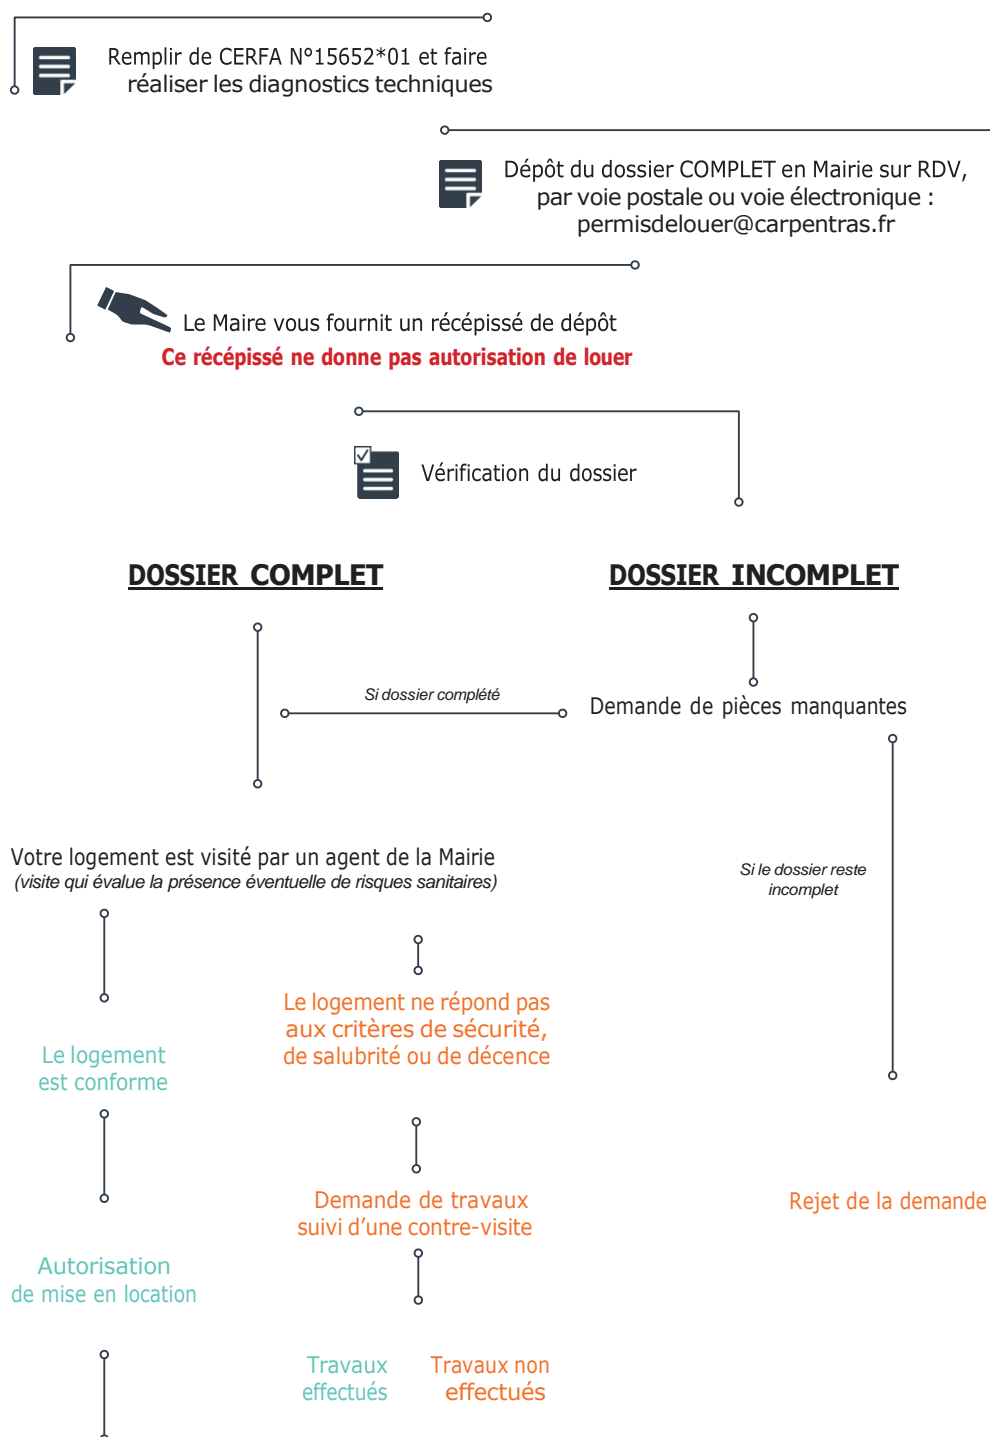 Remplir de CERFA N°15652*01 et faire
réaliser les diagnostics techniques
Dépôt du dossier COMPLET en Mairie sur RDV,
par voie postale ou voie électronique :
permisdelouer@carpentras.fr
Le Maire vous fournit un récépissé de dépôt
Ce récépissé ne donne pas autorisation de louer
Vérification du dossier
DOSSIER COMPLET
DOSSIER INCOMPLET
Si dossier complété
Demande de pièces manquantes
Votre logement est visité par un agent de la Mairie
(visite qui évalue la présence éventuelle de risques sanitaires)
Si le dossier reste
incomplet
Le logement ne répond pas
aux critères de sécurité,
de salubrité ou de décence
Le logement
est conforme
Demande de travaux
suivi d'une contre-visite
Rejet de la demande
Autorisation
de mise en location
Travaux
effectués
Travaux non
effectués